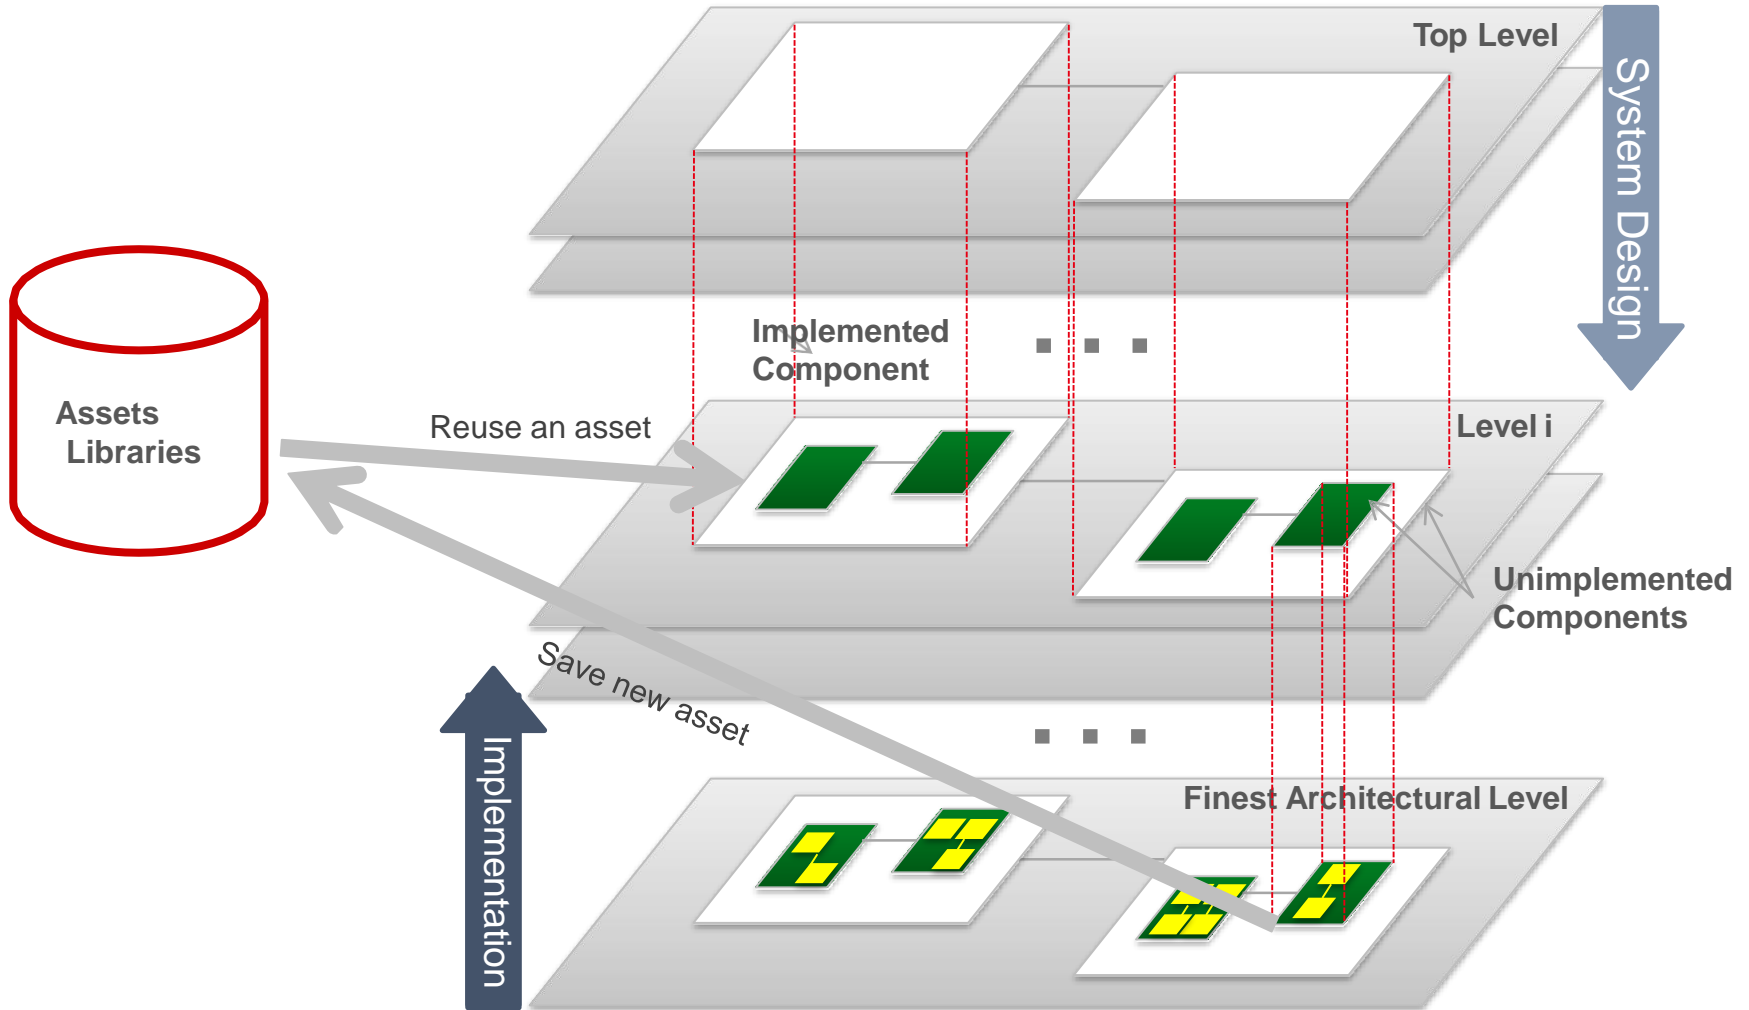 Top Level
System Design
Implemented
Component
Assets
Libraries
Reuse an asset
Level i
Unimplemented
Components
Save new asset
Implementation
Finest Architectural Level